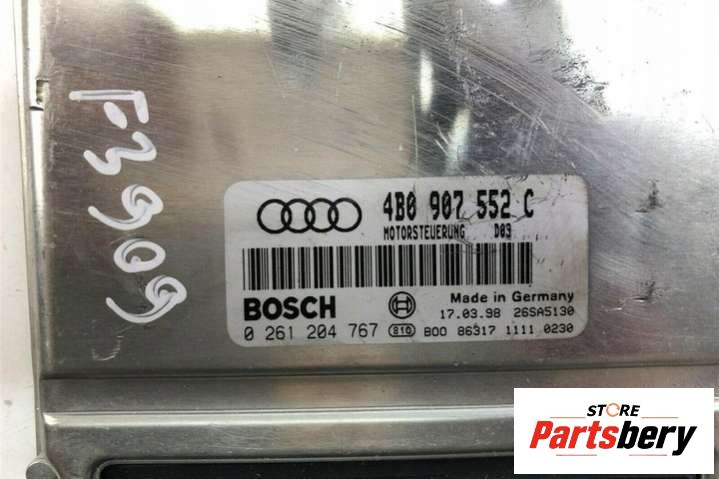 F3909
4B0 907 552 C
MOTORSTEUERUNG D03
BOSCH
Made in Germany
17.03.98 26SA5130
0 261 204 767 810 B00 86317 1111 0230
STORE
Partsbery